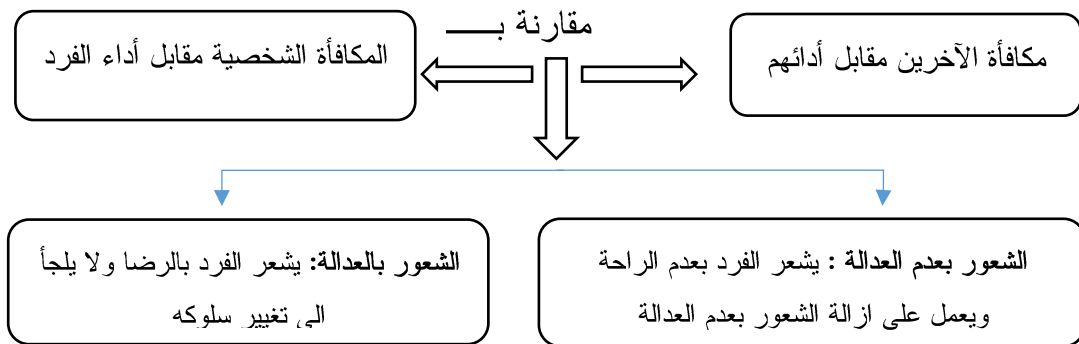 مقارنة بـــــ
مكافأة الآخرين مقابل أدائهم
المكافأة الشخصية مقابل أداء الفرد
الشعور بعدم العدالة : يشعر الفرد بعدم الراحة
ويعمل على ازالة الشعور بعدم العدالة
الشعور بالعدالة: يشعر الفرد بالرضا ولا يلجأ
الى تغيير سلوكه